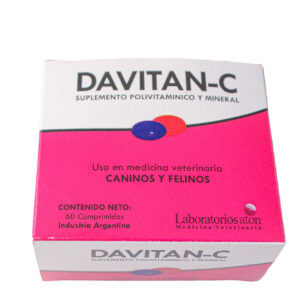 DAVITAN-C
SUPLEMENTO POLIVITAMINICO Y MINERAL
Uso en medicina veterinaria
CANINOS Y FELINOS
CONTENIDO NETO:
60 Comprimidos
Industria Argentina
Laboratorios aton
Medicina Veterinaria
DAVITAN-C
SUPLEMENTO POLIVITAMINICO Y MINERAL